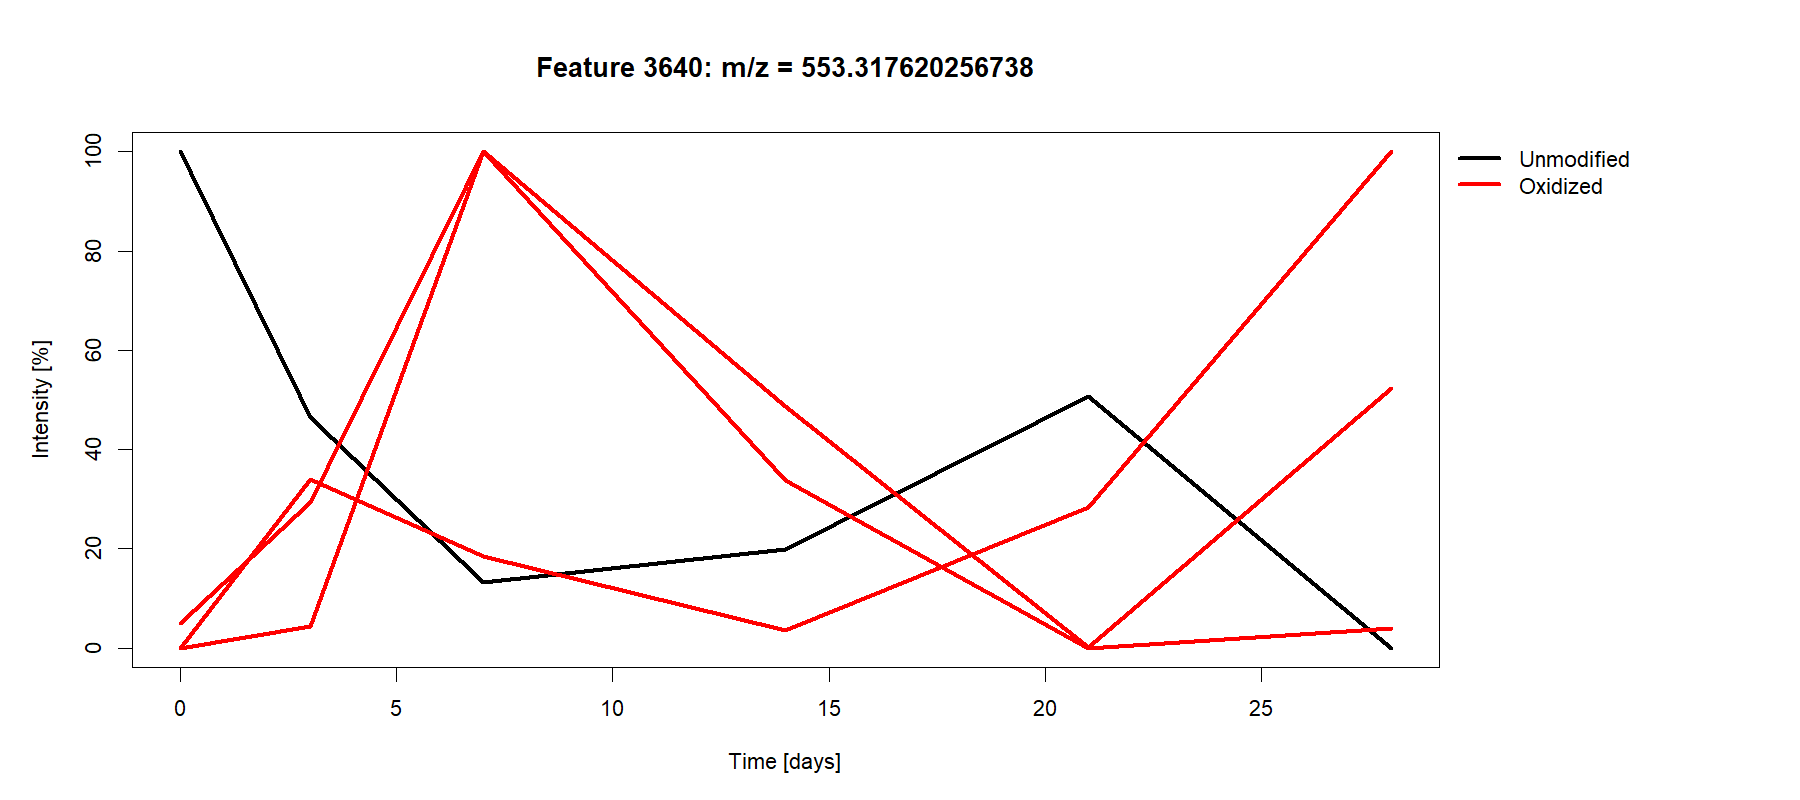 Feature 3640: m/z = 553.317620256738
Unmodified
Oxidized
100
80
60
40
20
0
Intensity [%]
0 5 10 15 20 25
Time [days]